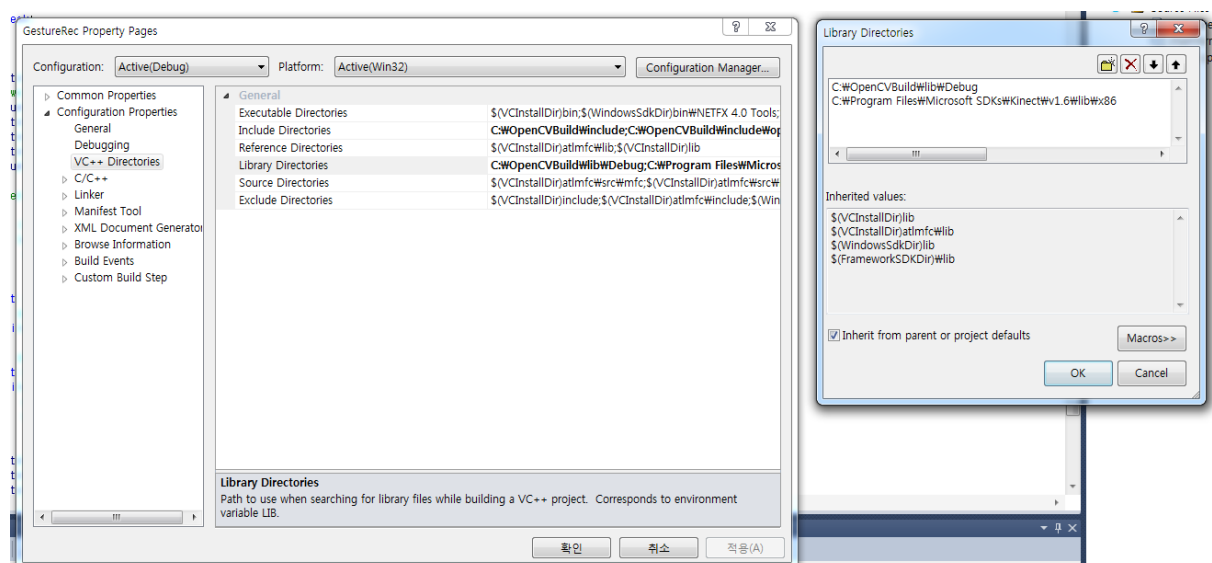 GestureRec Property Pages
Configuration: Active(Debug) Platform: Active(Win32) Configuration Manager...
Common Properties
Configuration Properties
General
Debugging
VC++ Directories
C/C++
Linker
Manifest Tool
XML Document Generator
Browse Information
Build Events
Custom Build Step
General
Executable Directories $(VCInstallDir)bin;$(WindowsSdkDir)bin₩NETFX 4.0 Tools;
Include Directories C:₩OpenCVBuild₩include;C:₩OpenCVBuild₩include₩op
Reference Directories $(VCInstallDir)atlmfc₩lib;$(VCInstallDir)lib
Library Directories C:₩OpenCVBuild₩lib₩Debug;C:₩Program Files₩Micros
Source Directories $(VCInstallDir)atlmfc₩src₩mfc;$(VCInstallDir)atlmfc₩src₩
Exclude Directories $(VCInstallDir)include;$(VCInstallDir)atlmfc₩include;$(Win
Library Directories
Path to use when searching for library files while building a VC++ project. Corresponds to environment
variable LIB.
확인 취소 적용(A)
Library Directories
C:₩OpenCVBuild₩lib₩Debug
C:₩Program Files₩Microsoft SDKs₩Kinect₩v1.6₩lib₩x86
Inherited values:
$(VCInstallDir)lib
$(VCInstallDir)atlmfc₩lib
$(WindowsSdkDir)lib
$(FrameworkSDKDir)₩lib
Inherit from parent or project defaults
Macros>>
OK Cancel